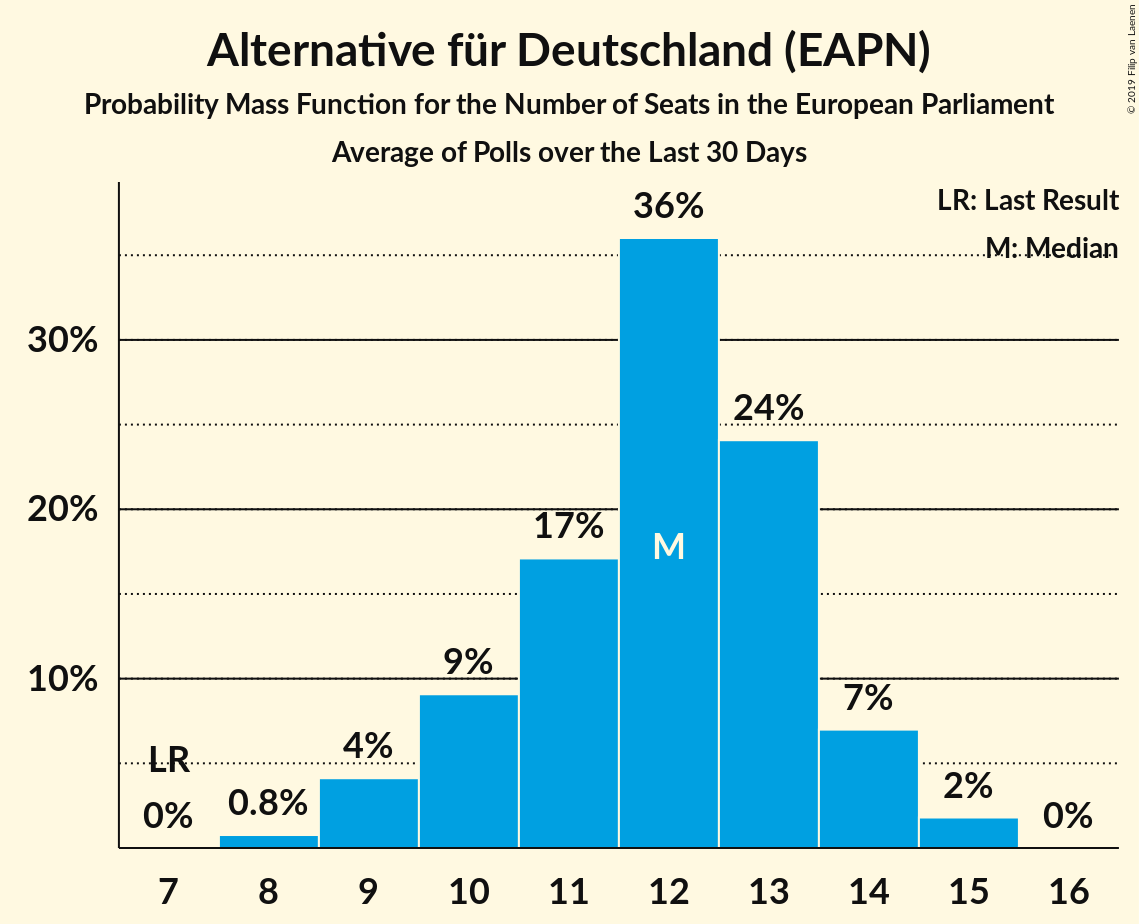 Alternative für Deutschland (EAPN)
Probability Mass Function for the Number of Seats in the European Parliament
Average of Polls over the Last 30 Days
© 2019 Filip van Laenen
LR: Last Result
M: Median
36%
30%
24%
20%
17%
M
10%
9%
7%
LR
4%
2%
0.8%
0%
0%
7 8 9 10 11 12 13 14 15 16